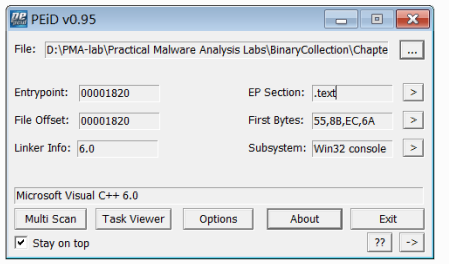 PEiD v0.95
File: D:\PMA-lab\Practical Malware Analysis Labs\BinaryCollection\Chapte ...
Entrypoint: 00001820 EP Section: .text >
File Offset: 00001820 First Bytes: 55,8B,EC,6A >
Linker Info: 6.0 Subsystem: Win32 console >
Microsoft Visual C++ 6.0
Multi Scan Task Viewer Options About Exit
Stay on top ?? ->